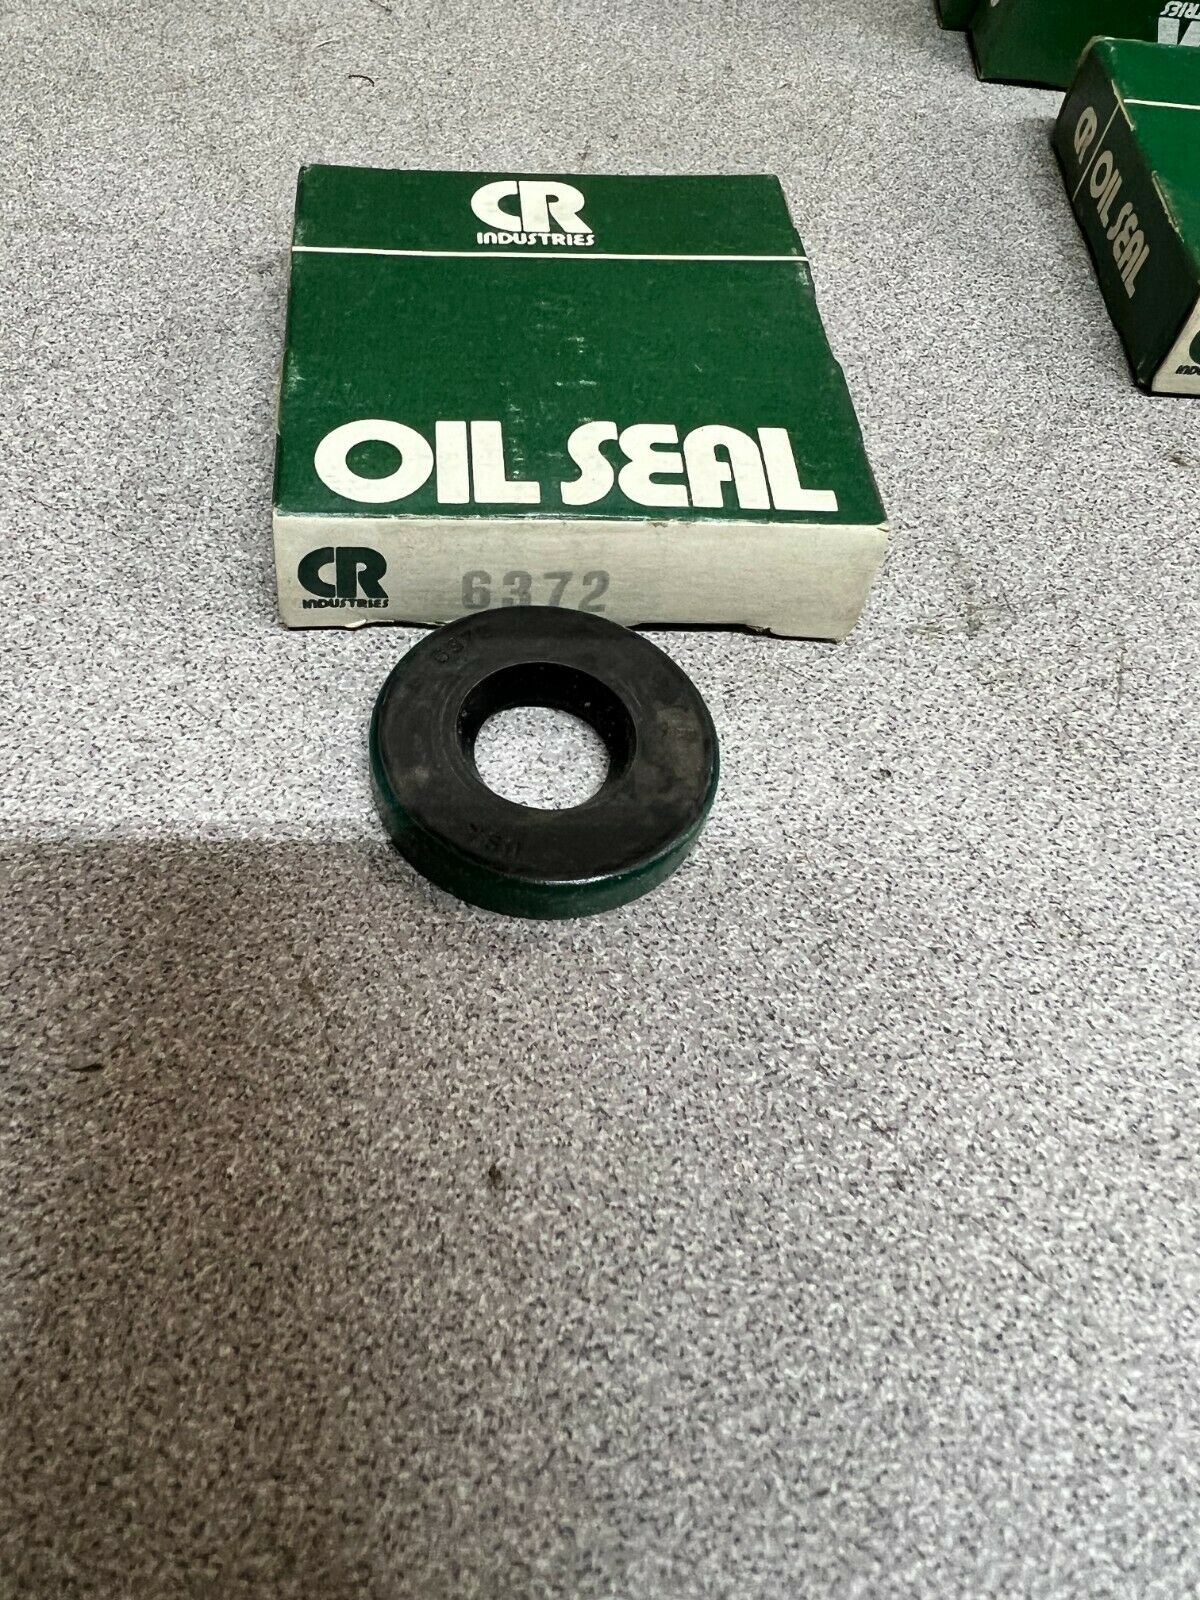 CR
INDUSTRIES
OIL SEAL
CR
INDUSTRIES
6372
CR
OIL SEAL